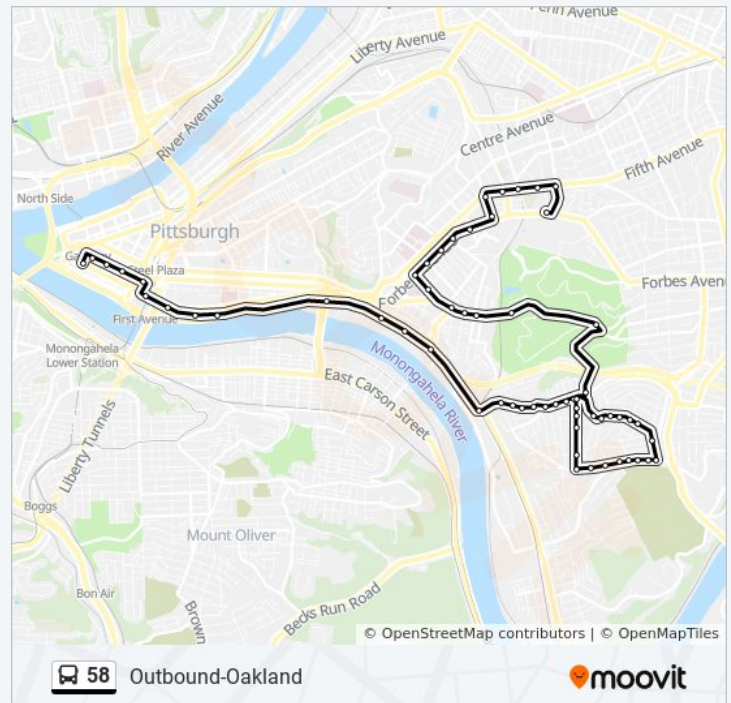 Penn Avenue
Liberty Avenue
River Avenue
Centre Avenue
Fifth Avenue
North Side
Pittsburgh
Steel Plaza
Forbes Aven
Forbe
First Avenue
Monongahela
Lower Station
Monongahela River
East Carson Street
Liberty Tunnels
Boggs
Mount Oliver
Bon Air
Brown
Becks Run Road
© OpenStreetMap contributors | © OpenMapTiles
58 Outbound-Oakland
moovit